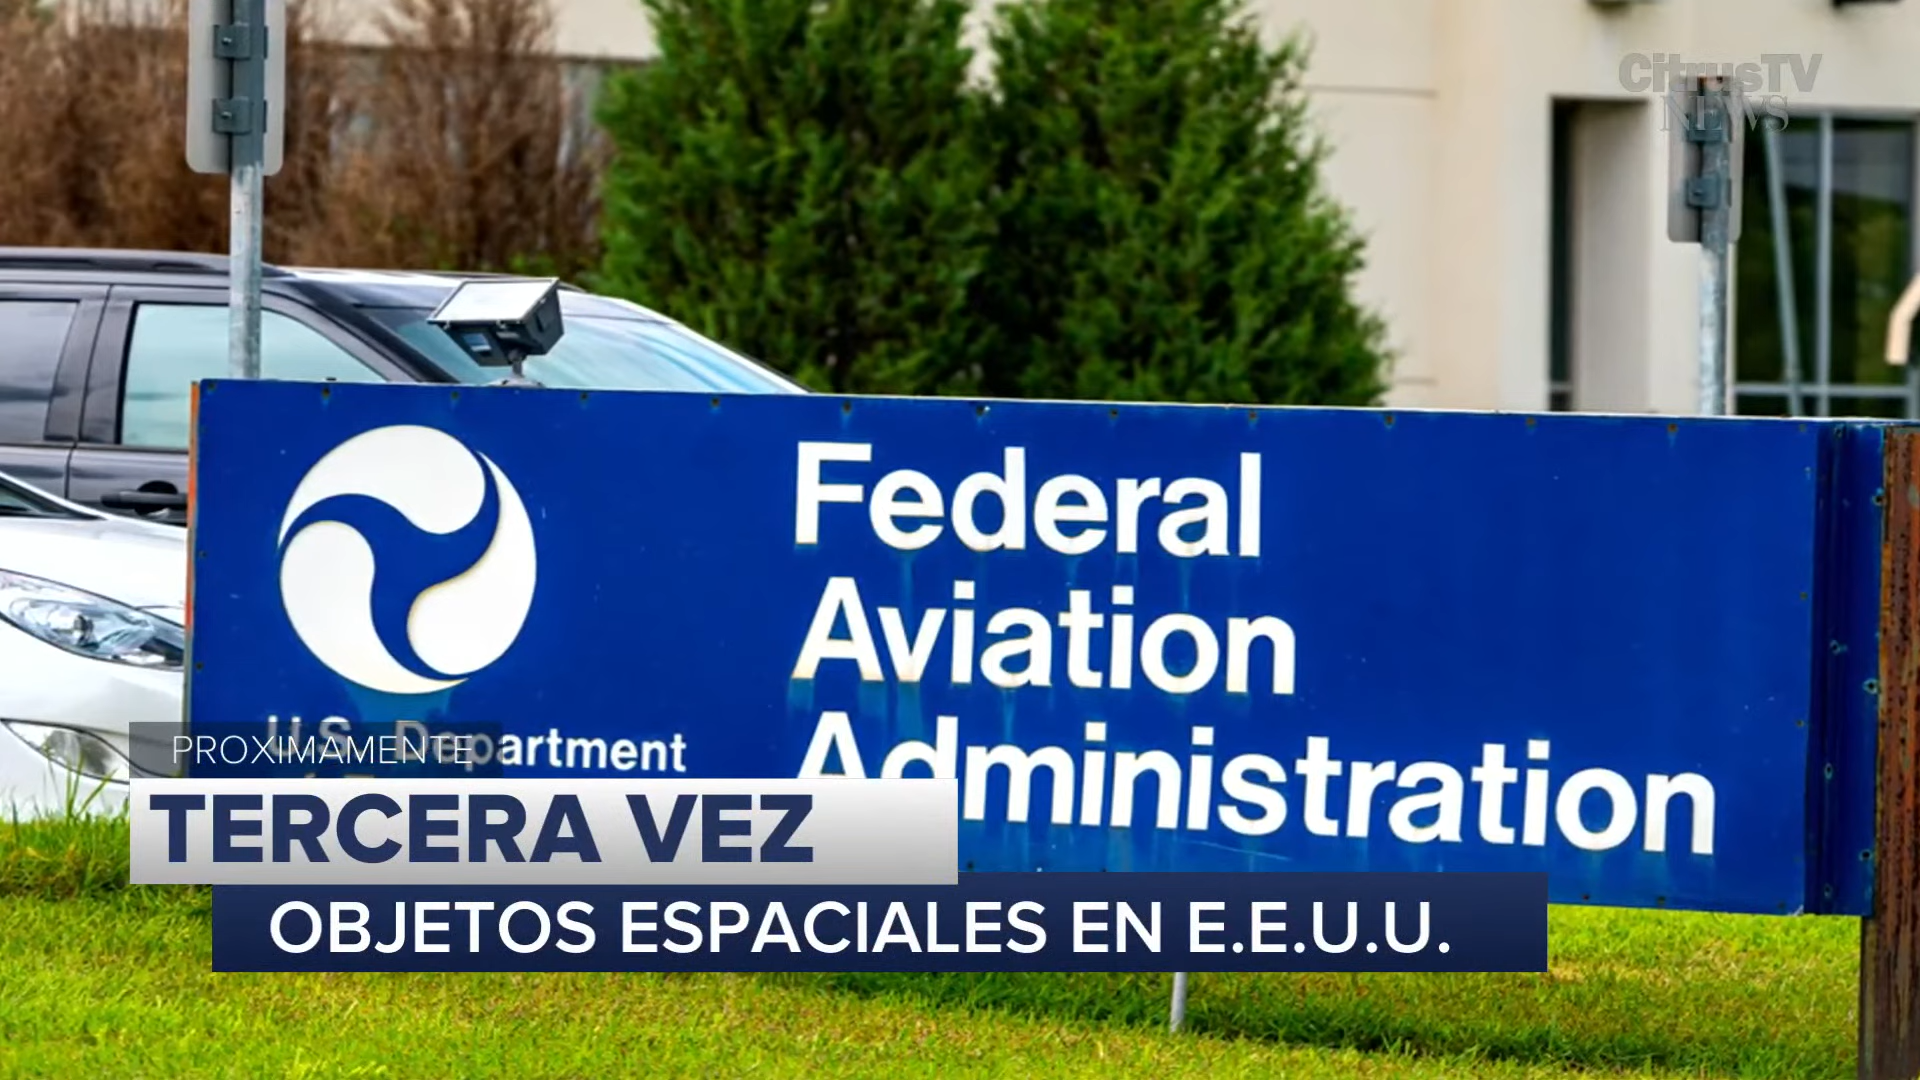 CitrusTV
NEWS
Federal
Aviation
Administration
U.S. Department
PROXIMAMENTE
TERCERA VEZ
OBJETOS ESPACIALES EN E.E.U.U.